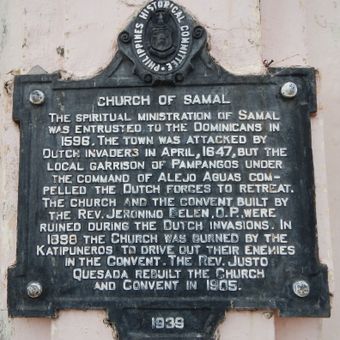 PHILIPPINE HISTORICAL COMMITTEE
CHURCH OF SAMAL
THE SPIRITUAL MINISTRATION OF SAMAL
WAS ENTRUSTED TO THE DOMINICANS IN
1596. THE TOWN WAS ATTACKED BY
DUTCH INVADERS IN APRIL, 1647, BUT THE
LOCAL GARRISON OF PAMPANGOS UNDER
THE COMMAND OF ALEJO AGUAS COM-
PELLED THE DUTCH FORCES TO RETREAT.
THE CHURCH AND THE CONVENT BUILT BY
THE REV. JERONIMO BELEN, O.P. WERE
RUINED DURING THE DUTCH INVASIONS. IN
1898 THE CHURCH WAS BURNED BY THE
KATIPUNEROS TO DRIVE OUT THEIR ENEMIES
IN THE CONVENT. THE REV. JUSTO
QUESADA REBUILT THE CHURCH
AND CONVENT IN 1905.
1939